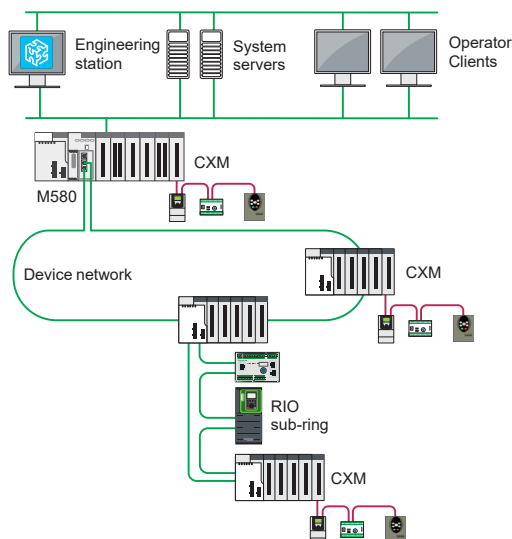 Engineering
station
System
servers
Operator
Clients
CXM
M580
Device network
CXM
RIO
sub-ring
CXM